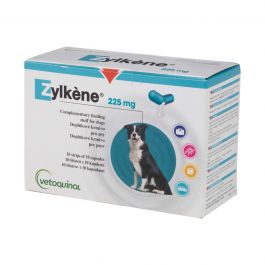 Zylkène®
225 mg
Complementary feeding
stuff for dogs
Doplňkové krmivo
pro psy
Doplnkové krmivo
pre psov
10 strips of 10 capsules
vetoquinol